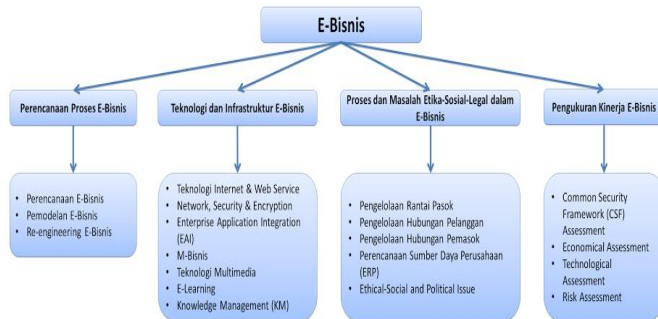 E-Bisnis
Perencanaan Proses E-Bisnis
Teknologi dan Infrastruktur E-Bisnis
Proses dan Masalah Etika-Sosial-Legal dalam
E-Bisnis
Pengukuran Kinerja E-Bisnis
• Perencanaan E-Bisnis
• Pemodelan E-Bisnis
• Re-engineering E-Bisnis
• Teknologi Internet & Web Service
• Network, Security & Encryption
• Enterprise Application Integration
(EAI)
• M-Bisnis
• Teknologi Multimedia
• E-Learning
• Knowledge Management (KM)
• Pengelolaan Rantai Pasok
• Pengelolaan Hubungan Pelanggan
• Pengelolaan Hubungan Pemasok
• Perencanaan Sumber Daya Perusahaan
(ERP)
• Ethical-Social and Political Issue
• Common Security
Framework (CSF)
Assessment
• Economical Assessment
• Technological
Assessment
• Risk Assessment